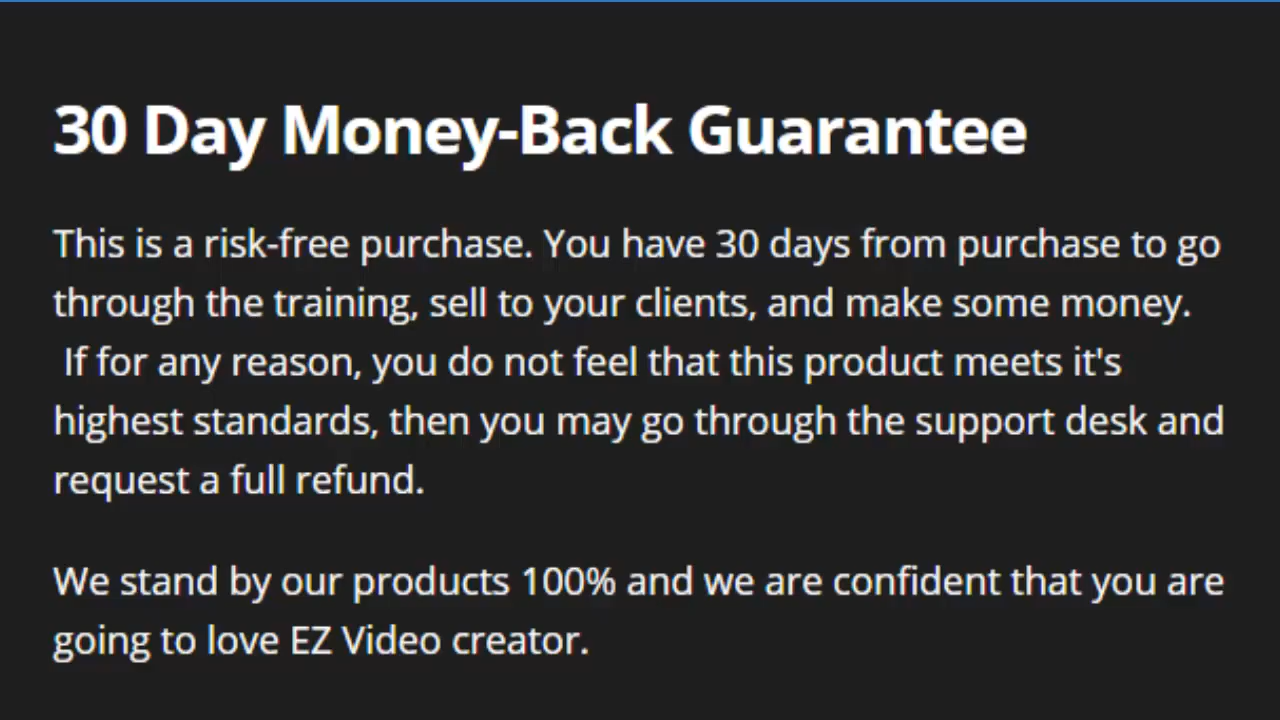 30 Day Money-Back Guarantee
This is a risk-free purchase. You have 30 days from purchase to go
through the training, sell to your clients, and make some money.
If for any reason, you do not feel that this product meets it's
highest standards, then you may go through the support desk and
request a full refund.
We stand by our products 100% and we are confident that you are
going to love EZ Video creator.